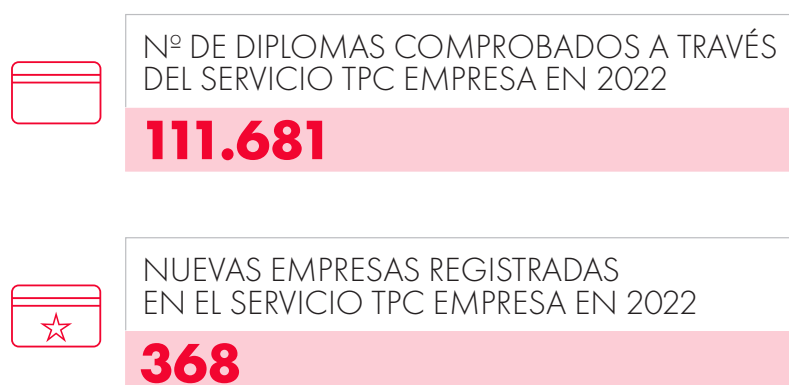 Nº DE DIPLOMAS COMPROBADOS A TRAVÉS
DEL SERVICIO TPC EMPRESA EN 2022
111.681
NUEVAS EMPRESAS REGISTRADAS
EN EL SERVICIO TPC EMPRESA EN 2022
368